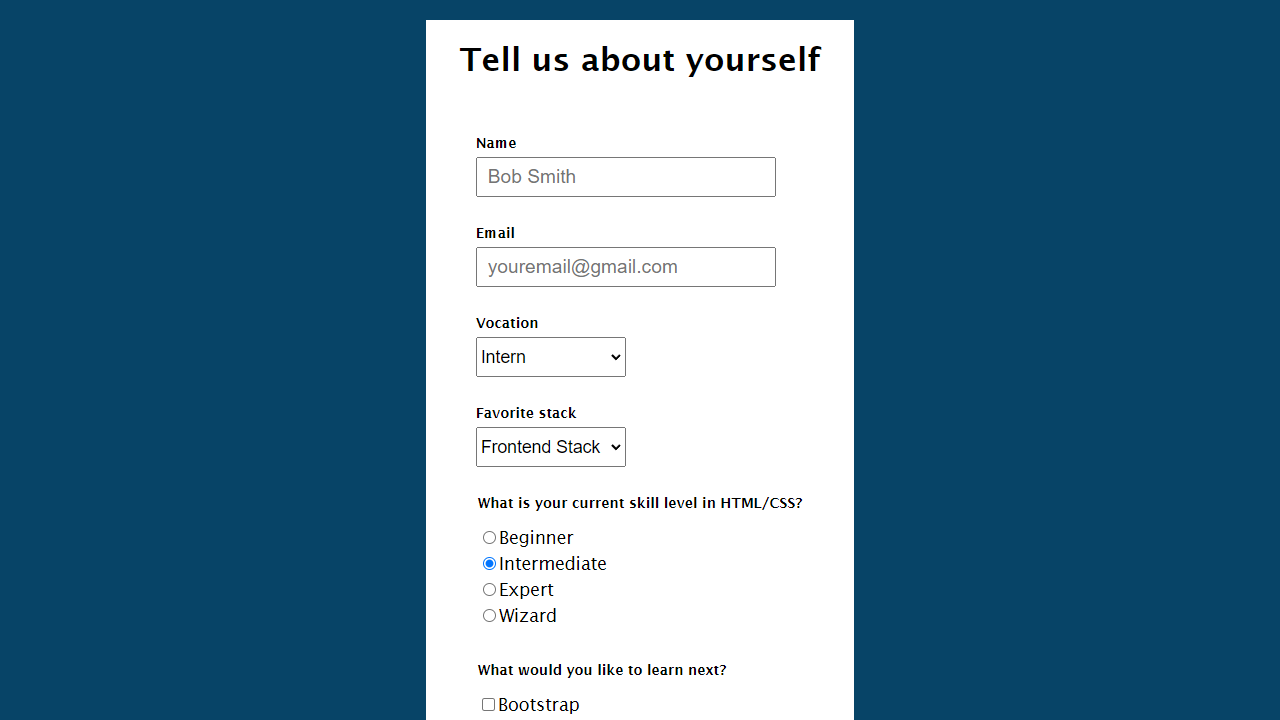 Tell us about yourself
Name
Bob Smith
Email
youremail@gmail.com
Vocation
Intern
Favorite stack
Frontend Stack
What is your current skill level in HTML/CSS?
Beginner
Intermediate
Expert
Wizard
What would you like to learn next?
Bootstrap